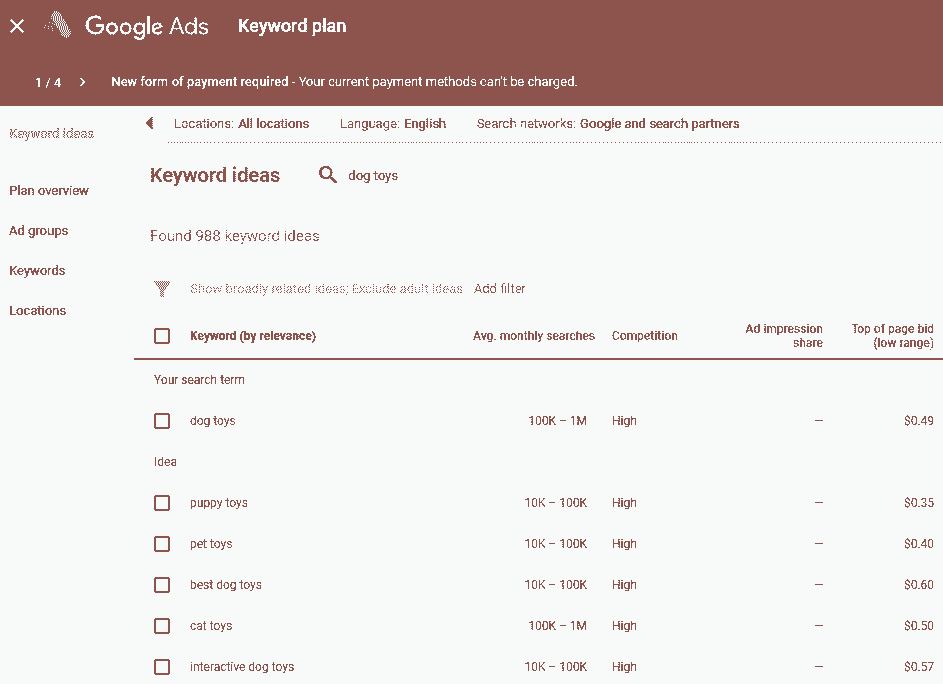 Google Ads Keyword plan
1 / 4 New form of payment required - Your current payment methods can't be charged.
Locations: All locations Language: English Search networks: Google and search partners
Keyword ideas
Plan overview
Ad groups
Keywords
Locations
Keyword ideas dog toys
Found 988 keyword ideas
Show broadly related ideas; Exclude adult ideas Add filter
Keyword (by relevance) Avg. monthly searches Competition Ad impression share Top of page bid (low range)
Your search term
dog toys 100K – 1M High — $0.49
Idea
puppy toys 10K – 100K High — $0.35
pet toys 10K – 100K High — $0.40
best dog toys 10K – 100K High — $0.60
cat toys 100K – 1M High — $0.50
interactive dog toys 10K – 100K High — $0.57